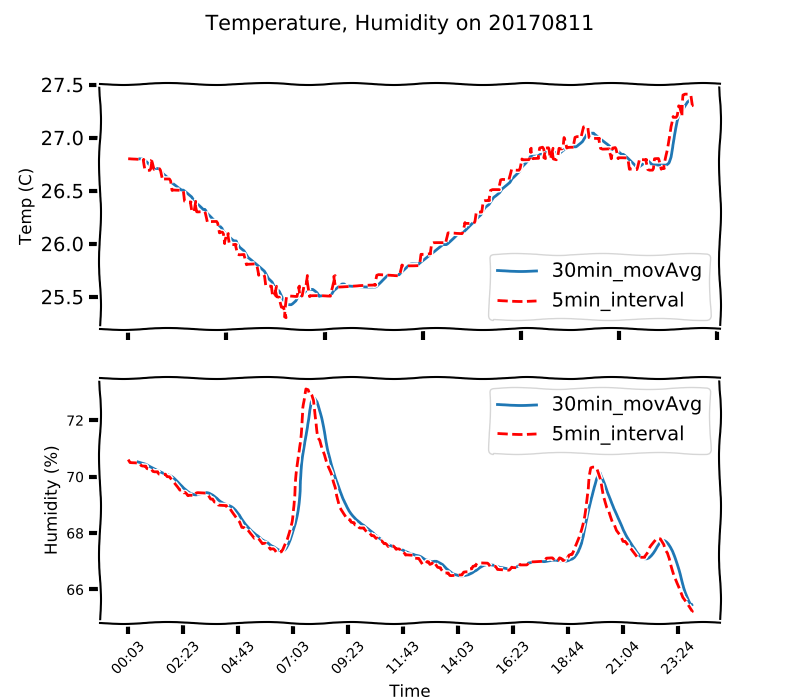 Temperature, Humidity on 20170811
27.5
27.0
26.5
26.0
25.5
Temp (C)
30min_movAvg
5min_interval
72
70
68
66
Humidity (%)
30min_movAvg
5min_interval
00:03
02:23
04:43
07:03
09:23
11:43
14:03
16:23
18:44
21:04
23:24
Time